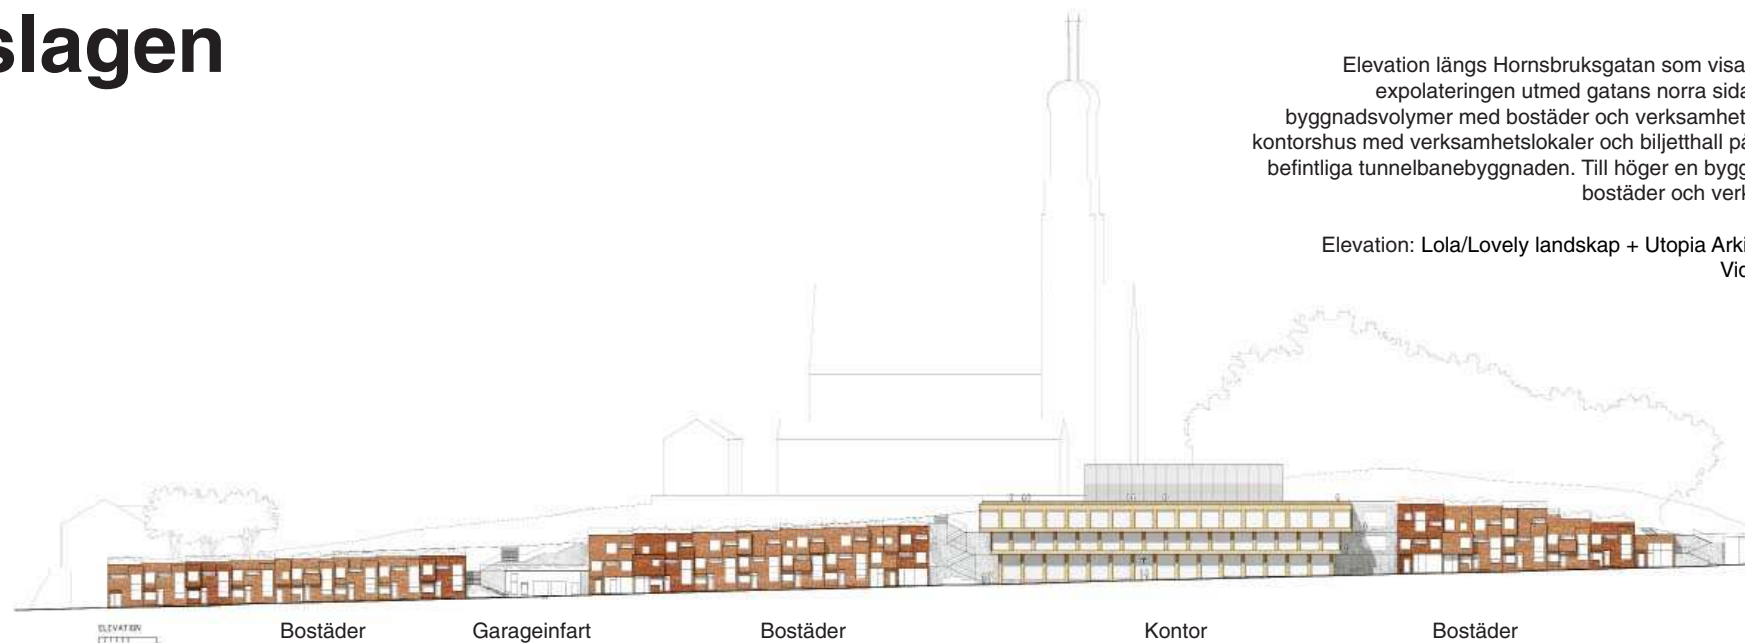 slagen
Elevation längs Hornsbruksgatan som visa
expolateringen utmed gatans norra sida
byggnadsvolymer med bostäder och verksamhet
kontorshus med verksamhetslokaler och biljetthall på
befintliga tunnelbanebyggnaden. Till höger en bygg
bostäder och verk
Elevation: Lola/Lovely landskap + Utopia Arki
Vid
ELEVATION
Bostäder Garageinfart Bostäder Kontor Bostäder